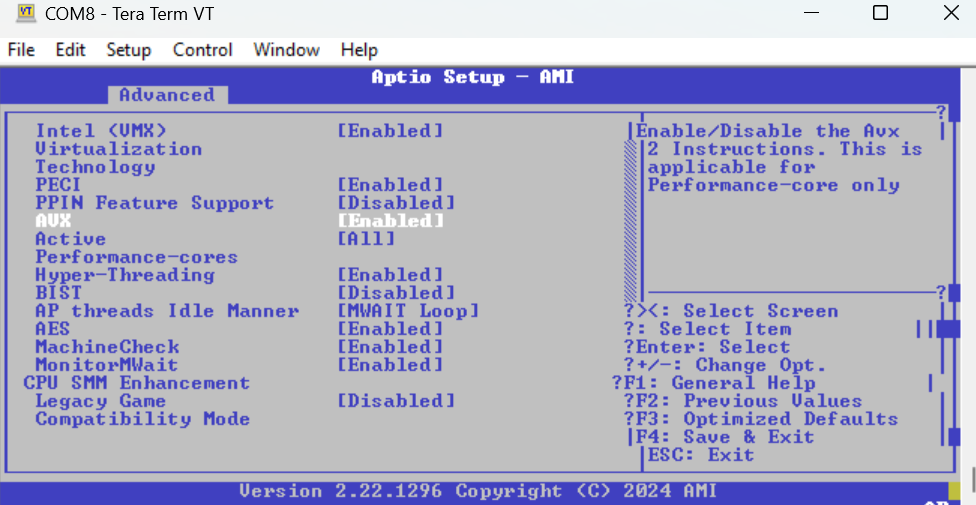 VT COM8 - Tera Term VT
File Edit Setup Control Window Help
Aptio Setup – AMI
Advanced
Intel (VMX) [Enabled]
Virtualization
Technology
PECI [Enabled]
PPIN Feature Support [Disabled]
AVX [Enabled]
Active [All]
Performance-cores
Hyper-Threading [Enabled]
BIST [Disabled]
AP threads Idle Manner [MWAIT Loop]
AES [Enabled]
MachineCheck [Enabled]
MonitorMWait [Enabled]
CPU SMM Enhancement
Legacy Game [Disabled]
Compatibility Mode
?
|Enable/Disable the Avx |
|2 Instructions. This is
|applicable for
|Performance-core only
?
?><: Select Screen
?: Select Item ||
?Enter: Select
?+/-: Change Opt.
?F1: General Help |
?F2: Previous Values
?F3: Optimized Defaults
|F4: Save & Exit
|ESC: Exit
Version 2.22.1296 Copyright (C) 2024 AMI